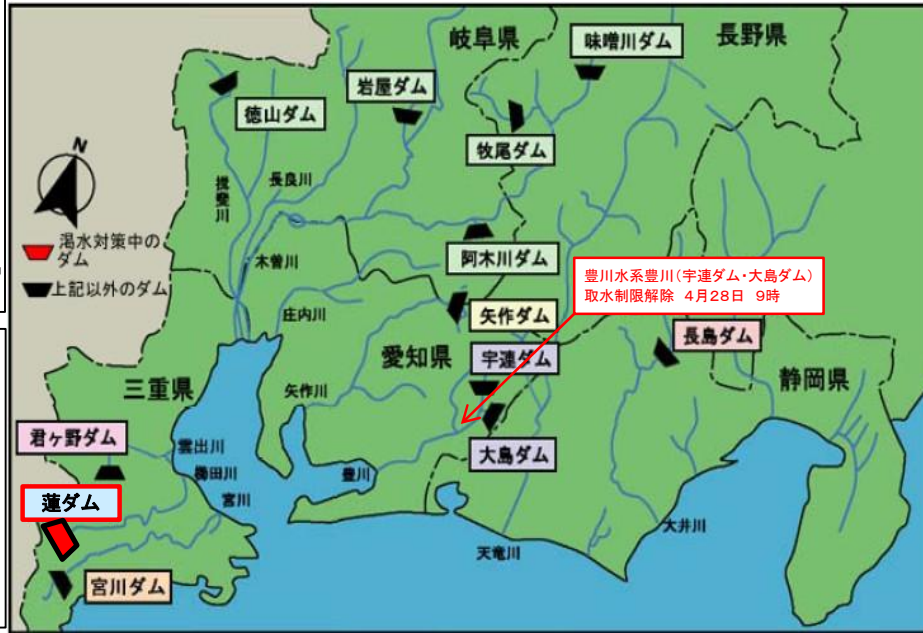 岐阜県
味噌川ダム
長野県
岩屋ダム
徳山ダム
牧尾ダム
N
長良川
揖斐川
渇水対策中の
ダム
上記以外のダム
木曽川
阿木川ダム
豊川水系豊川(宇連ダム・大島ダム)
取水制限解除 4月28日 9時
庄内川
矢作ダム
長島ダム
愛知県
宇連ダム
静岡県
三重県
矢作川
君ヶ野ダム
雲出川
大島ダム
櫛田川
豊川
宮川
蓮ダム
大井川
天竜川
宮川ダム